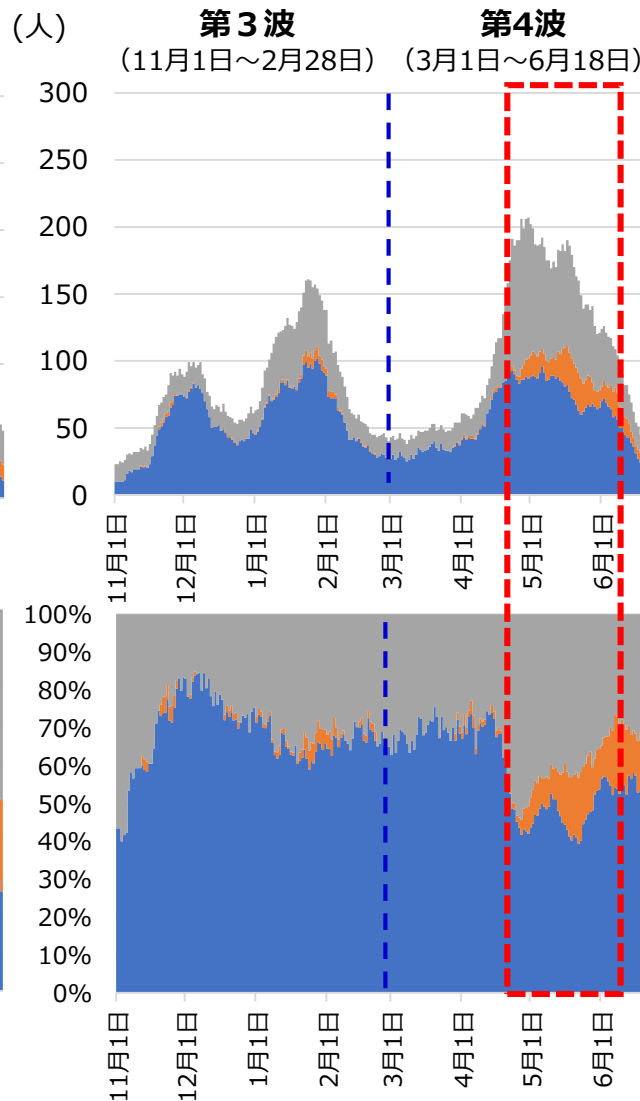 (人)
第３波
第4波
（11月1日～2月28日）
（3月1日～6月18日）
300
250
200
150
100
50
0
11月1日
12月1日
1月1日
2月1日
3月1日
4月1日
5月1日
6月1日
100%
90%
80%
70%
60%
50%
40%
30%
20%
10%
0%
11月1日
12月1日
1月1日
2月1日
3月1日
4月1日
5月1日
6月1日